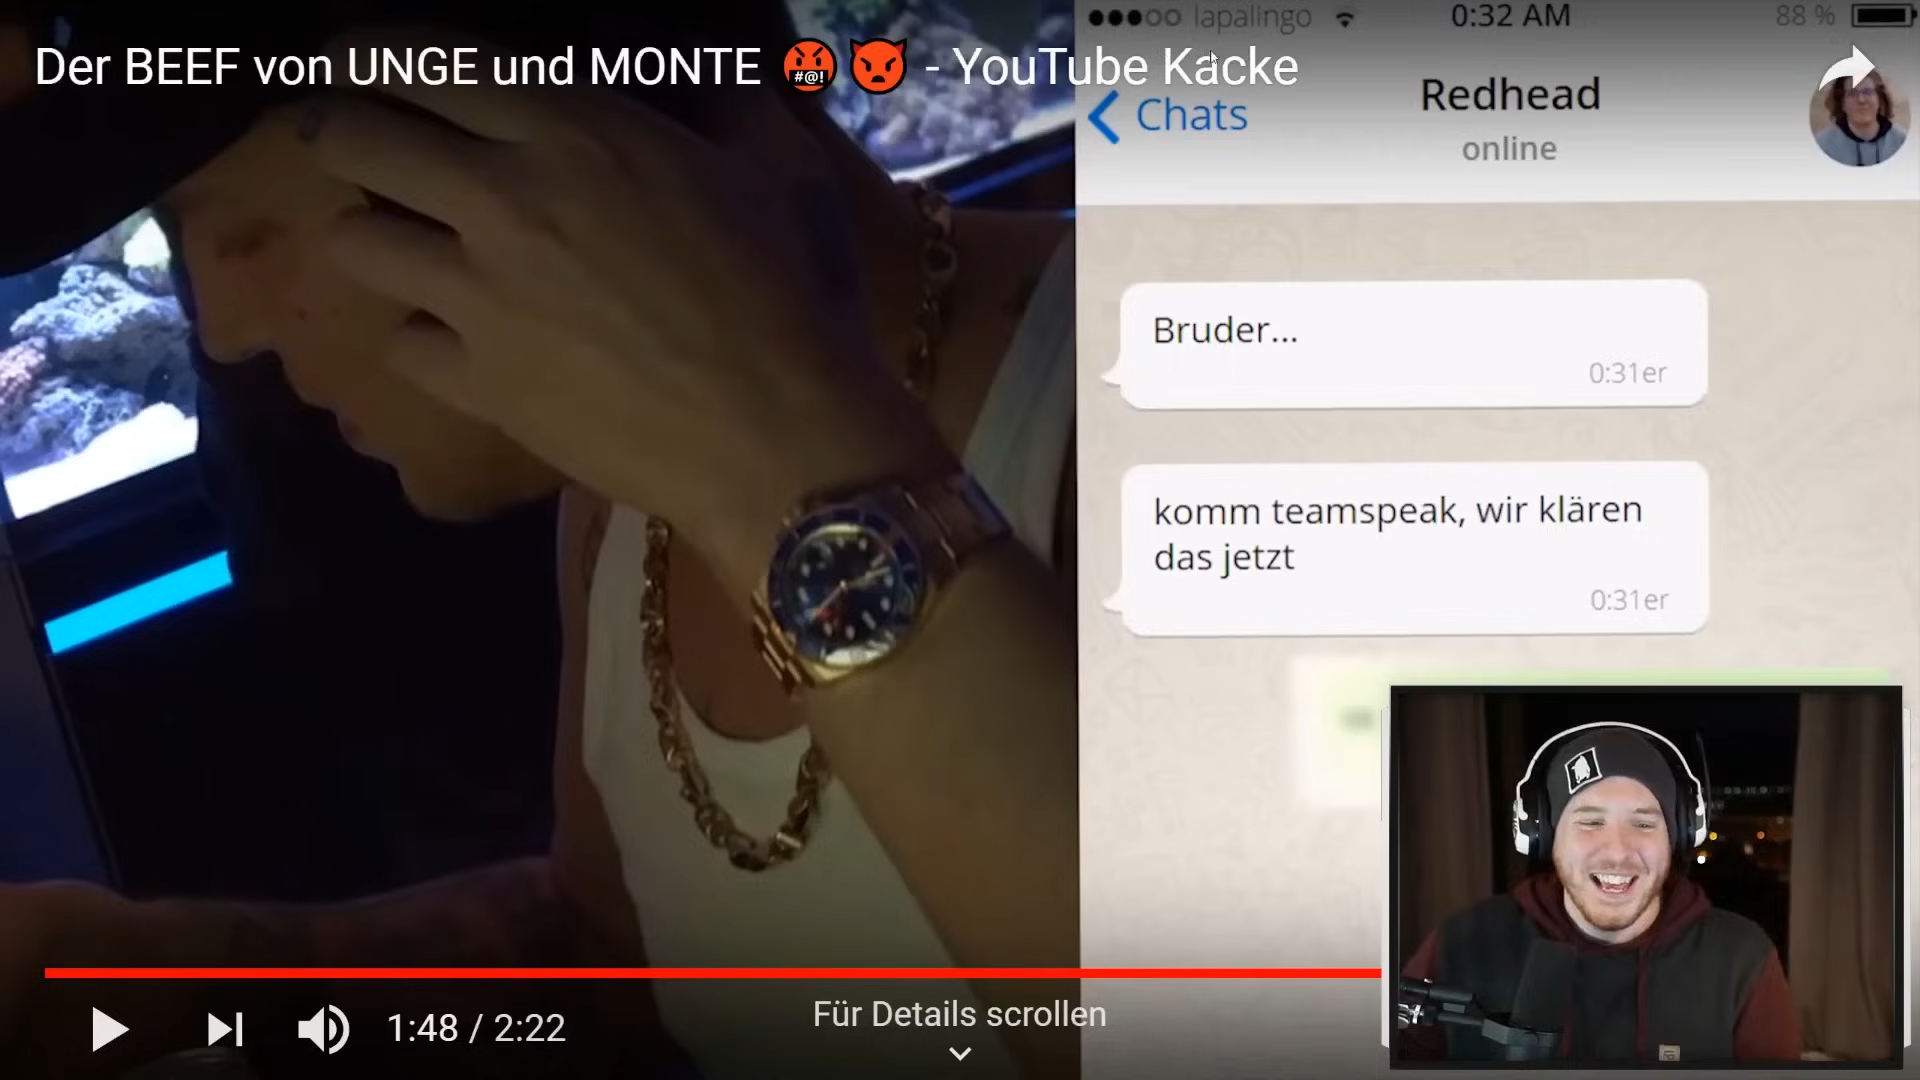 lapalingo 0:32 AM 88 %
Der BEEF von UNGE und MONTE 🤬👿 - YouTube Kacke
Chats
Redhead
online
Bruder...
0:31er
komm teamspeak, wir klären
das jetzt
0:31er
1:48 / 2:22
Für Details scrollen